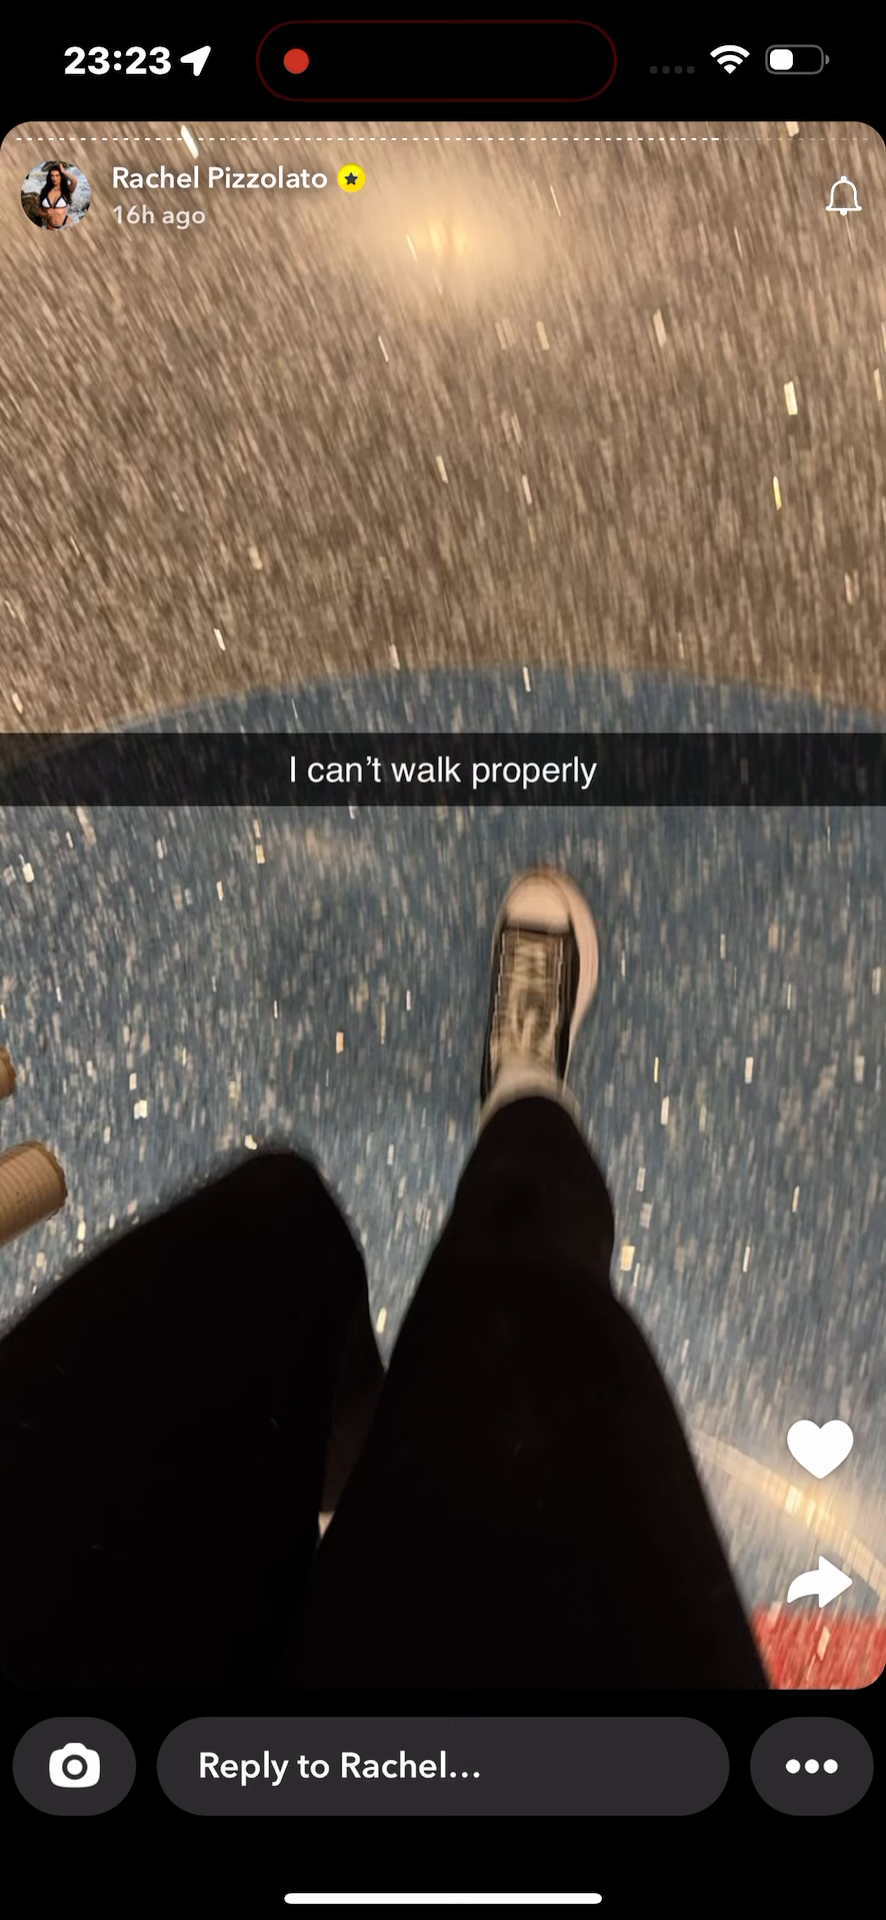 23:23
Rachel Pizzolato
16h ago
I can’t walk properly
Reply to Rachel...